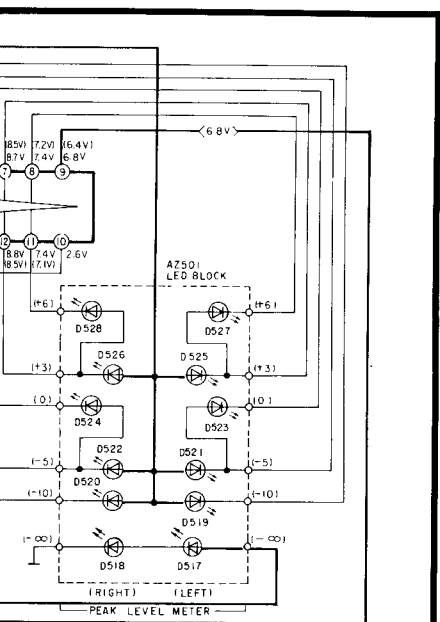 <6.8V>
(8.5V) (7.2V) (6.4V)
8.7V 7.4V 6.8V
7 8 9
12 11 10
8.8V 7.4V 2.6V
(8.5V) (7.1V)
AZ501
LED BLOCK
(+6) (+6)
D528 D527
D526 D525
(+3) (+3)
(0) (0)
D524 D523
D522 D521
(-5) (-5)
D520
(-10) (-10)
D519
(-∞) (-∞)
D518 D517
(RIGHT) (LEFT)
PEAK LEVEL METER